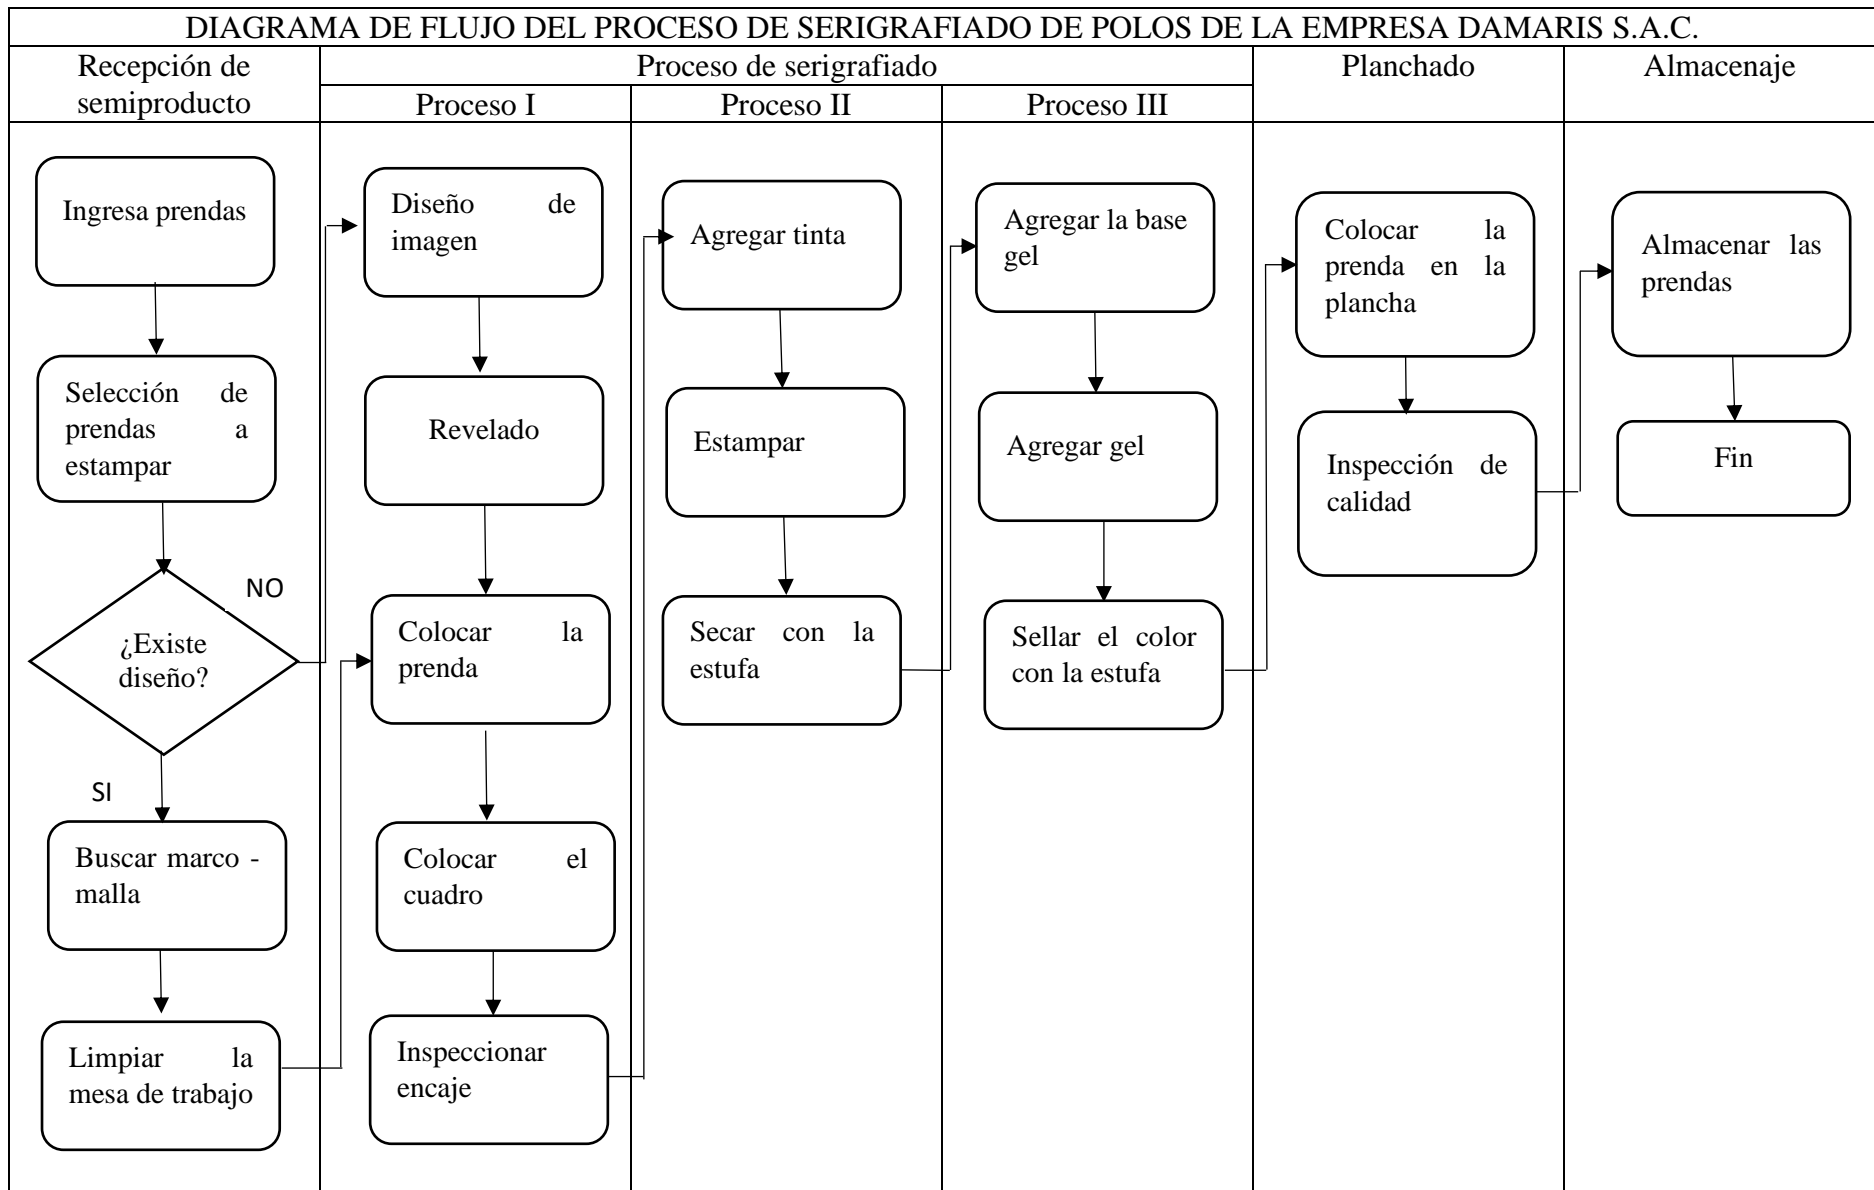 DIAGRAMA DE FLUJO DEL PROCESO DE SERIGRAFIADO DE POLOS DE LA EMPRESA DAMARIS S.A.C.
Recepción de
semiproducto
Proceso de serigrafiado
Planchado
Almacenaje
Proceso I
Proceso II
Proceso III
Ingresa prendas
Selección de
prendas a
estampar
¿Existe
diseño?
NO
SI
Buscar marco -
malla
Limpiar la
mesa de trabajo
Diseño de
imagen
Revelado
Colocar la
prenda
Colocar el
cuadro
Inspeccionar
encaje
Agregar tinta
Estampar
Secar con la
estufa
Agregar la base
gel
Agregar gel
Sellar el color
con la estufa
Colocar la
prenda en la
plancha
Inspección de
calidad
Almacenar las
prendas
Fin